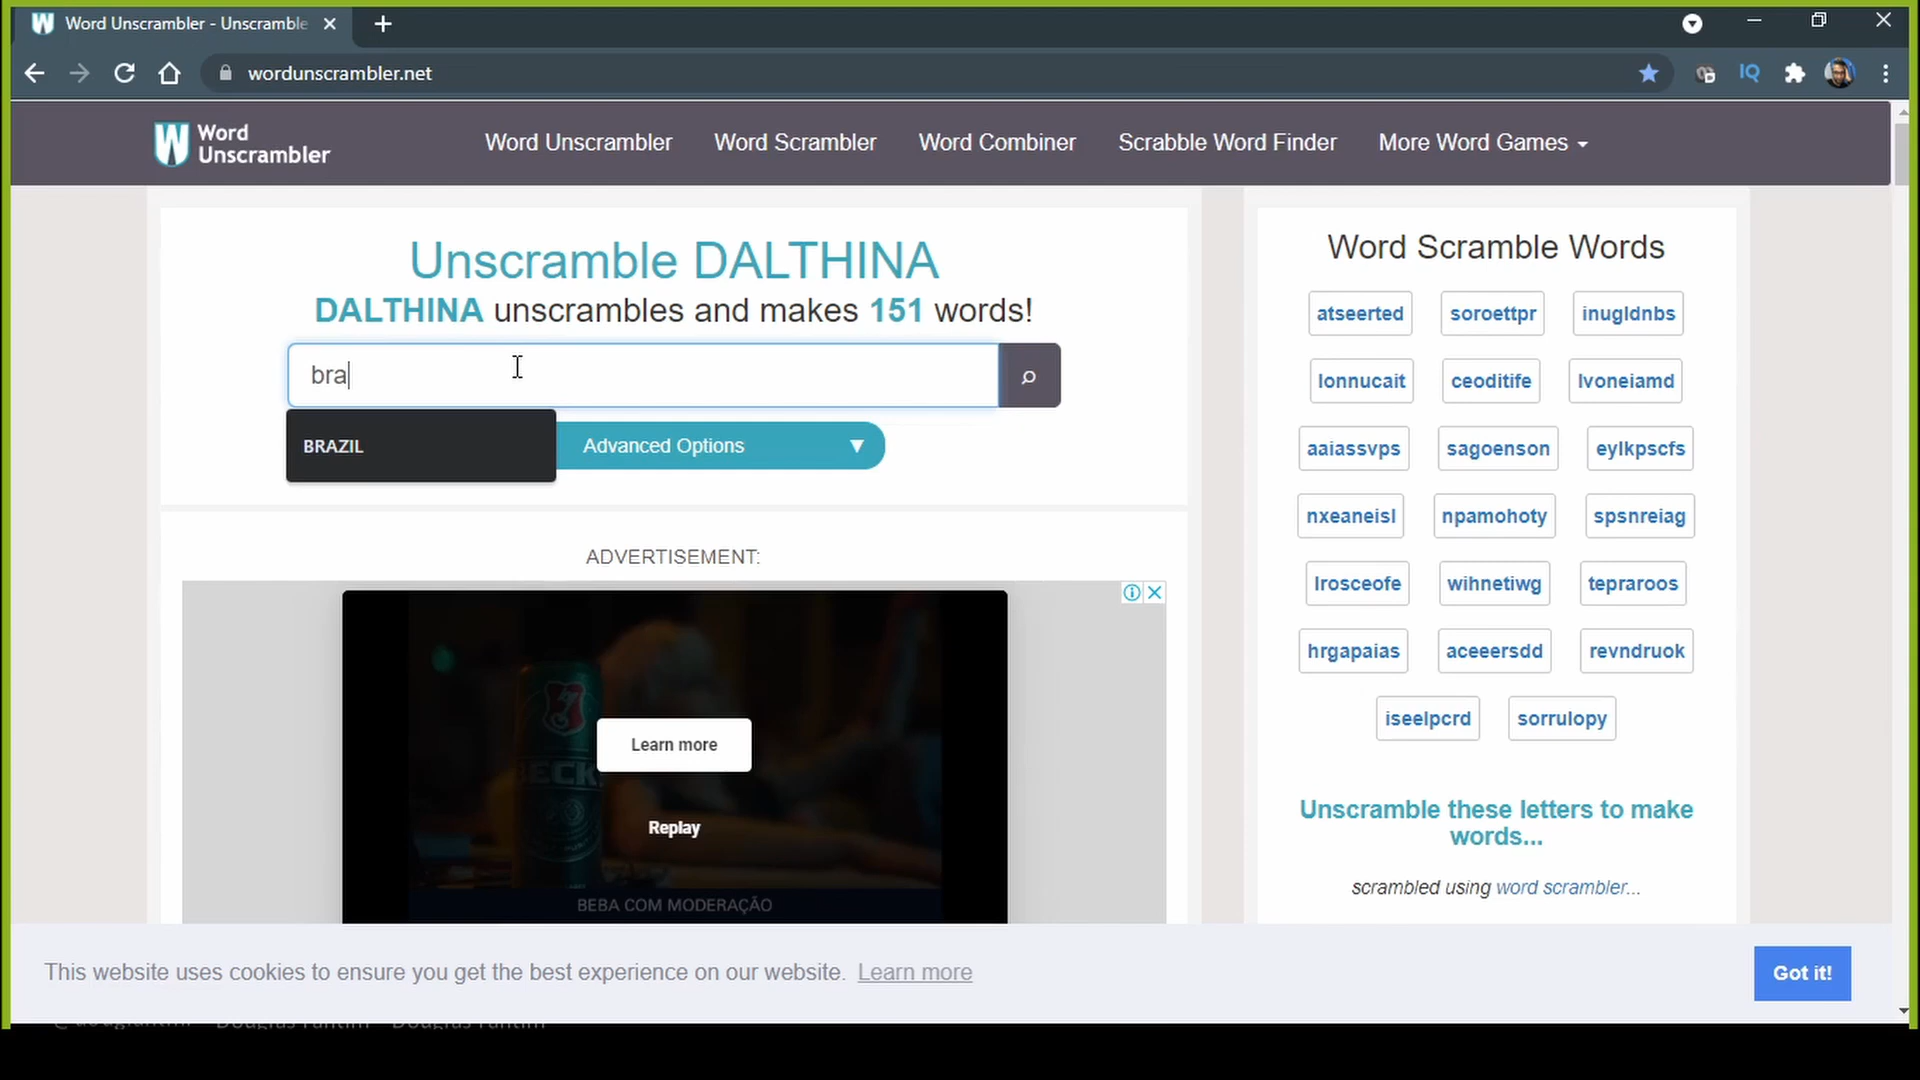 Word Unscrambler - Unscramble
wordunscrambler.net
IQ
Word
Unscrambler
Word Unscrambler
Word Scrambler
Word Combiner
Scrabble Word Finder
More Word Games
Unscramble DALTHINA
DALTHINA unscrambles and makes 151 words!
bra
BRAZIL
Advanced Options
ADVERTISEMENT:
Learn more
Replay
BEBA COM MODERAÇÃO
Word Scramble Words
atseerted soroettpr inugldnbs
lonnucait ceoditife lvoneiamd
aaiassvps sagoenson eylkpscfs
nxeaneisl npamohoty spsnreiag
lrosceofe wihnetiwg tepraroos
hrgapaias aceeersdd revndruok
iseelpcrd sorrulopy
Unscramble these letters to make
words...
scrambled using word scrambler...
This website uses cookies to ensure you get the best experience on our website. Learn more
Got it!